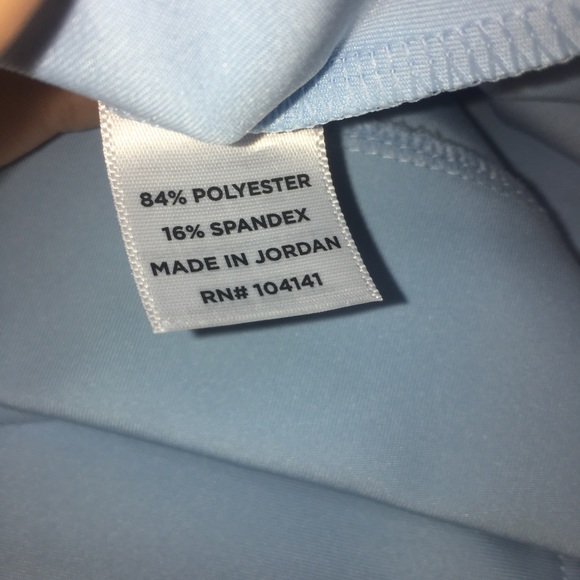 84% POLYESTER
16% SPANDEX
MADE IN JORDAN
RN# 104141